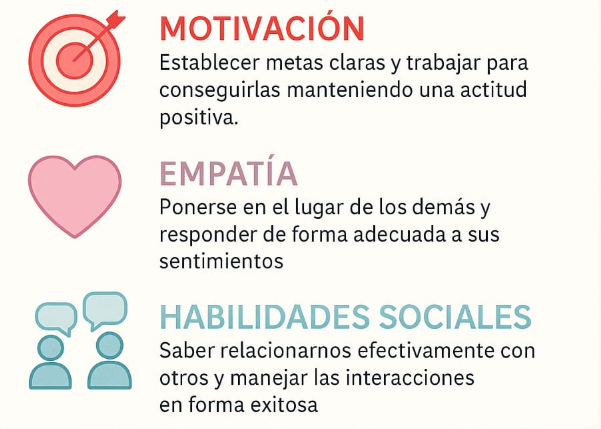 MOTIVACIÓN
Establecer metas claras y trabajar para
conseguirlas manteniendo una actitud
positiva.
EMPATÍA
Ponerse en el lugar de los demás y
responder de forma adecuada a sus
sentimientos
HABILIDADES SOCIALES
Saber relacionarnos efectivamente con
otros y manejar las interacciones
en forma exitosa